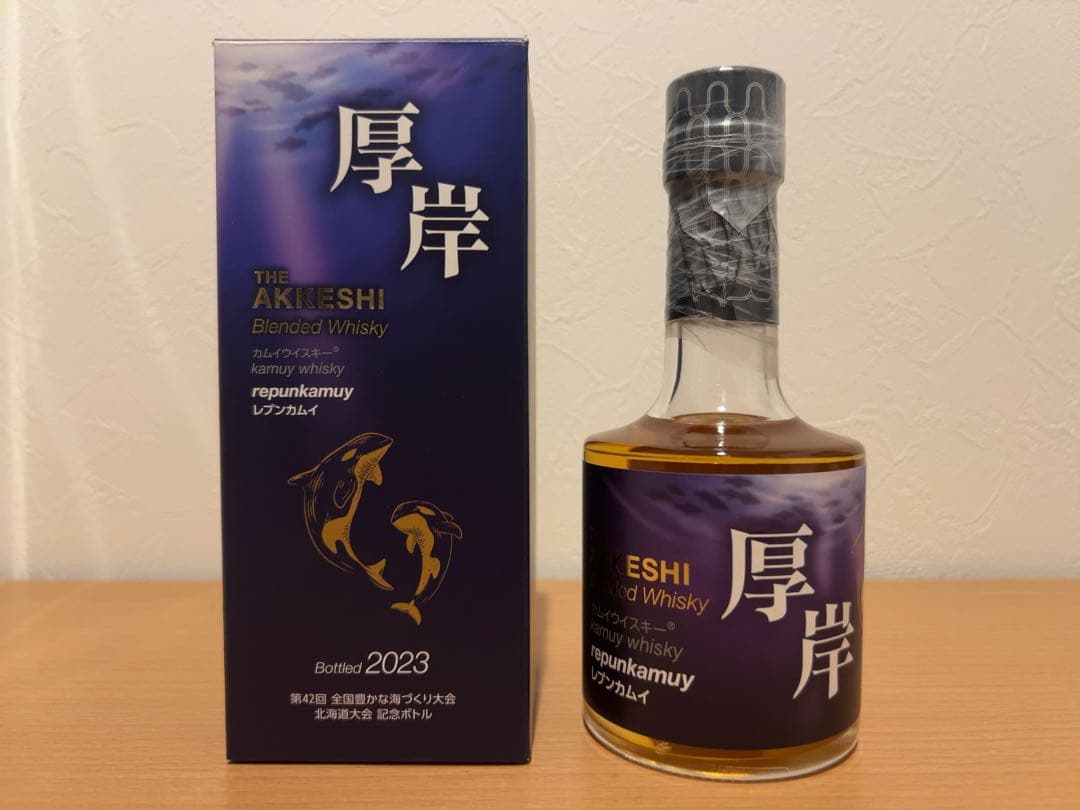 厚岸
THE
AKKESHI
Blended Whisky
カムイウイスキー®
kamuy whisky
repunkamuy
レプンカムイ
Bottled 2023
第42回 全国豊かな海づくり大会
北海道大会 記念ボトル
厚岸
KESHI
Whisky
カムイウイスキー®
kamuy whisky
repunkamuy
レプンカムイ